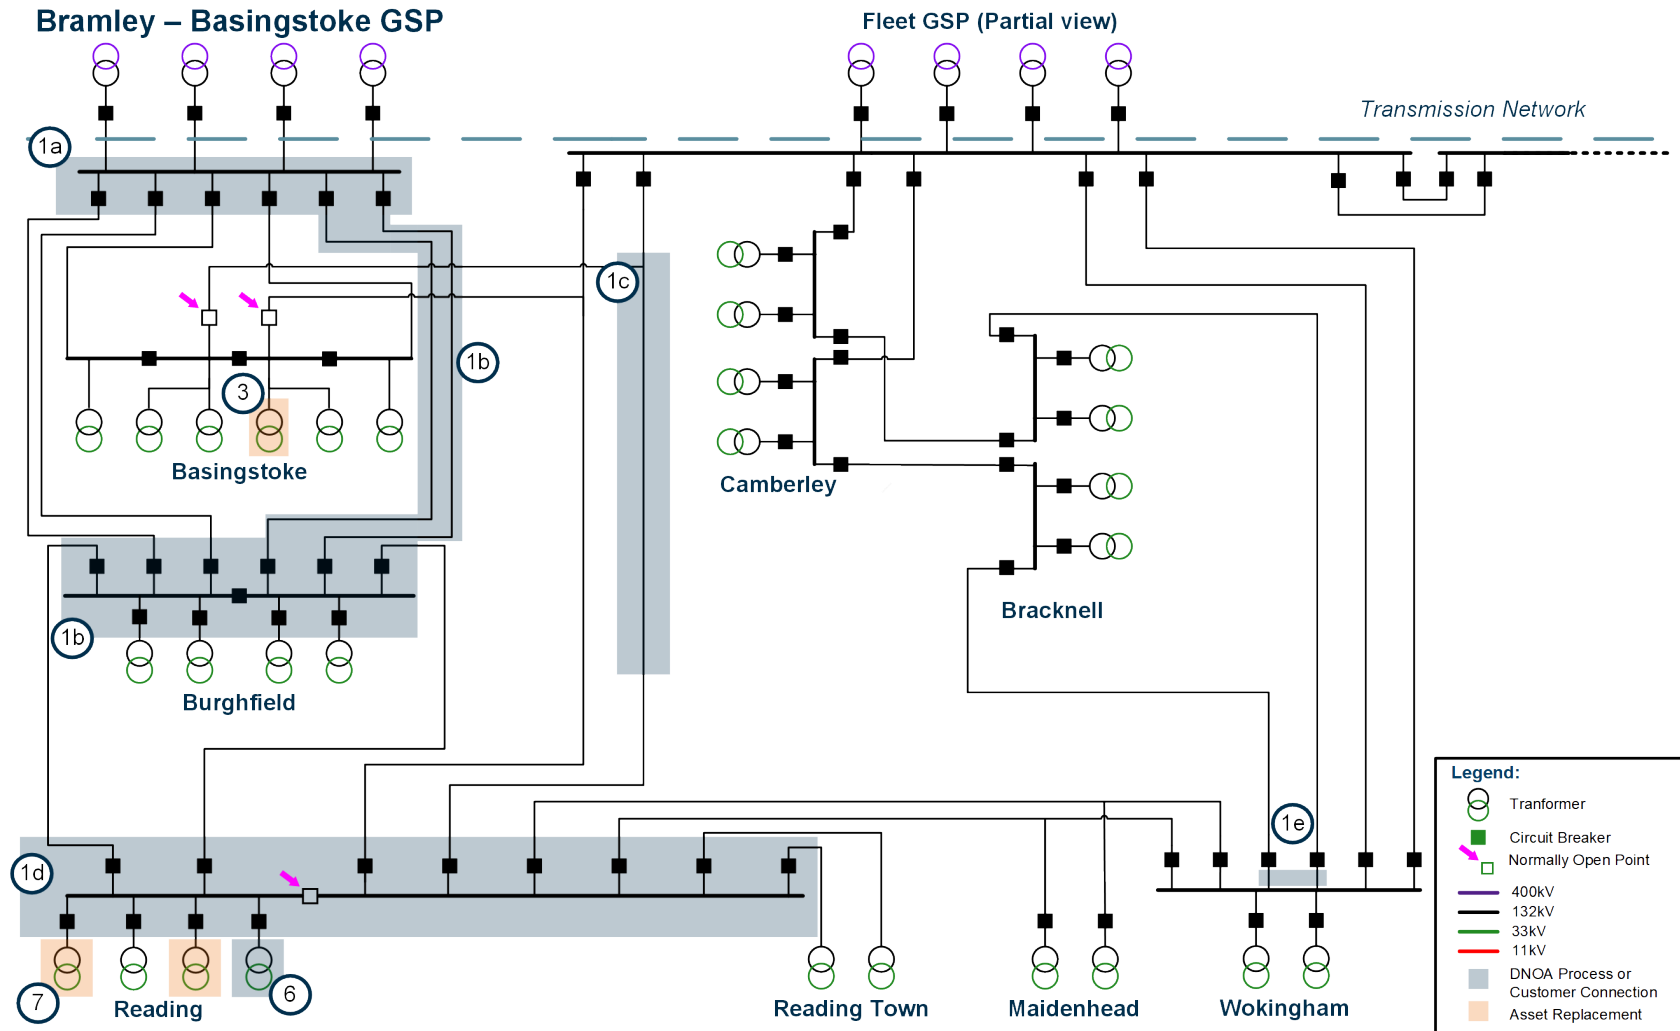 Bramley – Basingstoke GSP
Fleet GSP (Partial view)
Transmission Network
1a
1c
1b
3
Basingstoke
Camberley
1b
Burghfield
Bracknell
1e
1d
7
Reading
6
Reading Town
Maidenhead
Wokingham
Legend:
Tranformer
Circuit Breaker
Normally Open Point
400kV
132kV
33kV
11kV
DNOA Process or
Customer Connection
Asset Replacement